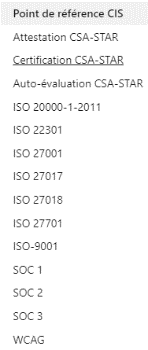 Point de référence CIS
Attestation CSA-STAR
Certification CSA-STAR
Auto-évaluation CSA-STAR
ISO 20000-1-2011
ISO 22301
ISO 27001
ISO 27017
ISO 27018
ISO 27701
ISO-9001
SOC 1
SOC 2
SOC 3
WCAG